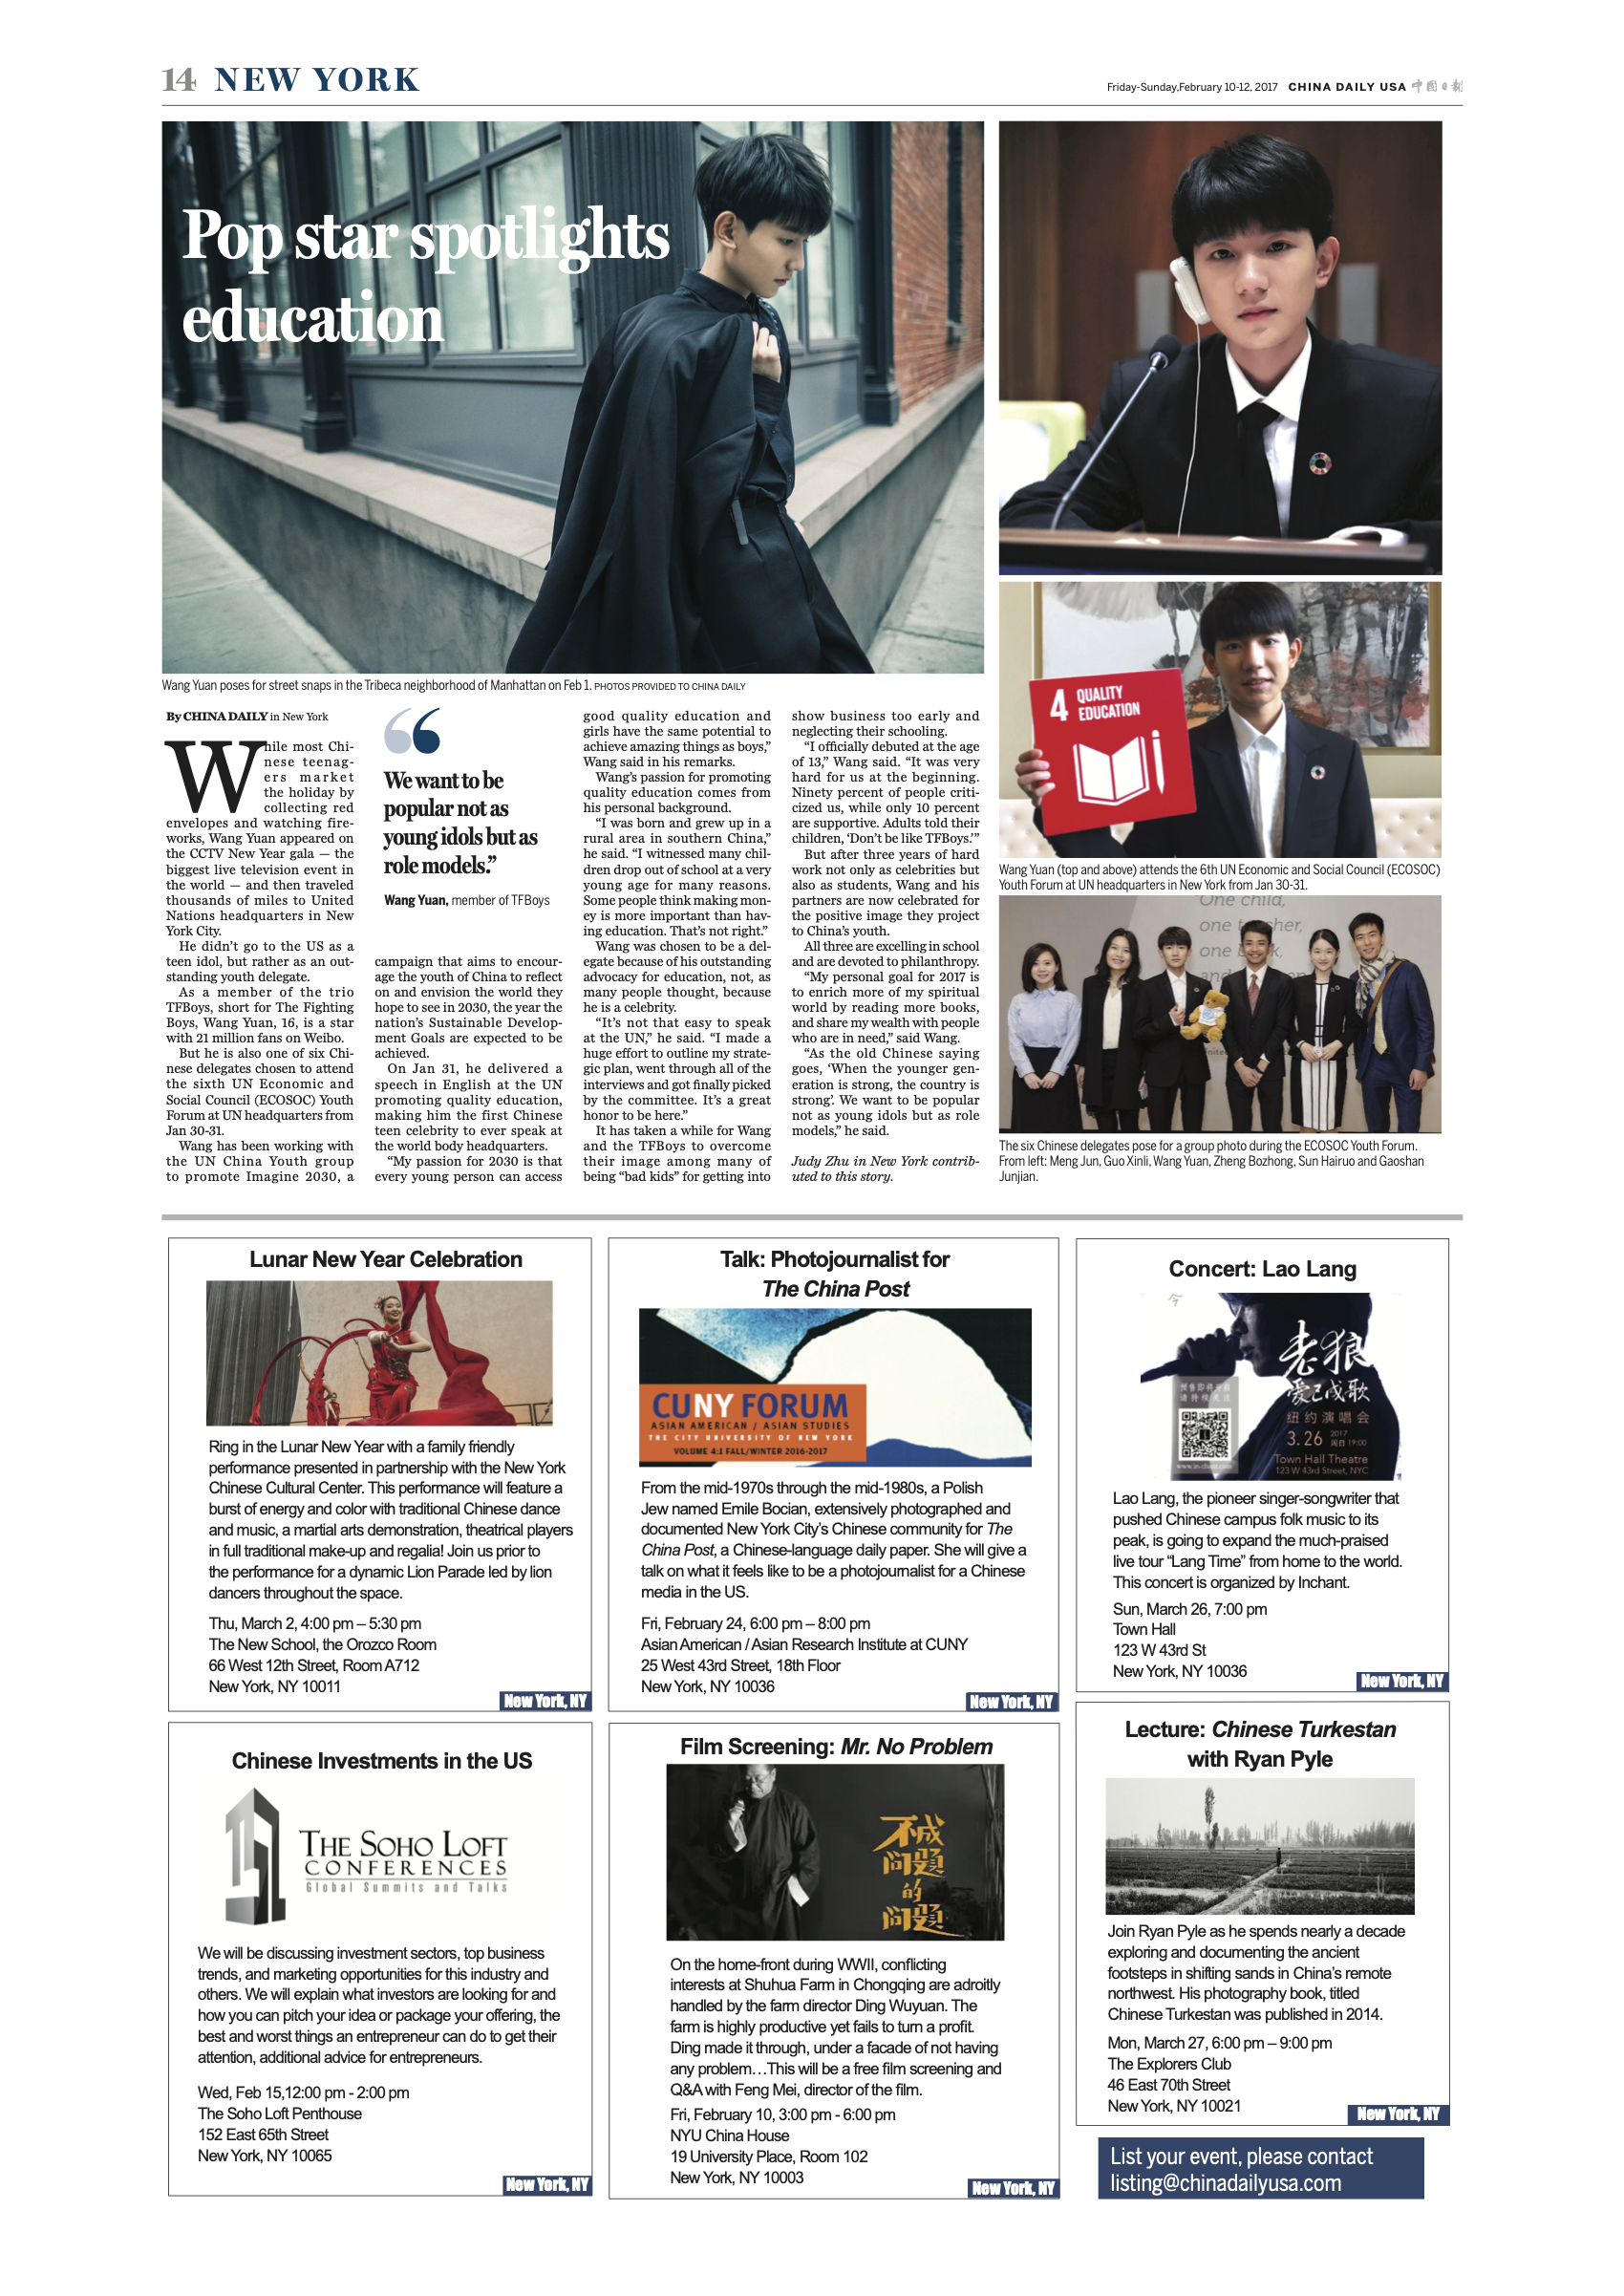 14 NEW YORK
Friday-Sunday,February 10-12, 2017 CHINA DAILY USA 中国日报
Pop star spotlights
education
Wang Yuan poses for street snaps in the Tribeca neighborhood of Manhattan on Feb 1. PHOTOS PROVIDED TO CHINA DAILY
By CHINA DAILY in New York
While most Chi-
nese teenag-
ers market
the holiday by
collecting red
envelopes and watching fire-
works, Wang Yuan appeared on
the CCTV New Year gala — the
biggest live television event in
the world — and then traveled
thousands of miles to United
Nations headquarters in New
York City.
He didn’t go to the US as a
teen idol, but rather as an out-
standing youth delegate.
As a member of the trio
TFBoys, short for The Fighting
Boys, Wang Yuan, 16, is a star
with 21 million fans on Weibo.
But he is also one of six Chi-
nese delegates chosen to attend
the sixth UN Economic and
Social Council (ECOSOC) Youth
Forum at UN headquarters from
Jan 30-31.
Wang has been working with
the UN China Youth group
to promote Imagine 2030, a
“
We want to be
popular not as
young idols but as
role models.”
Wang Yuan, member of TFBoys
campaign that aims to encour-
age the youth of China to reflect
on and envision the world they
hope to see in 2030, the year the
nation’s Sustainable Develop-
ment Goals are expected to be
achieved.
On Jan 31, he delivered a
speech in English at the UN
promoting quality education,
making him the first Chinese
teen celebrity to ever speak at
the world body headquarters.
“My passion for 2030 is that
every young person can access
good quality education and
girls have the same potential to
achieve amazing things as boys,”
Wang said in his remarks.
Wang’s passion for promoting
quality education comes from
his personal background.
“I was born and grew up in a
rural area in southern China,”
he said. “I witnessed many chil-
dren drop out of school at a very
young age for many reasons.
Some people think making mon-
ey is more important than hav-
ing education. That’s not right.”
Wang was chosen to be a del-
egate because of his outstanding
advocacy for education, not, as
many people thought, because
he is a celebrity.
“It’s not that easy to speak
at the UN,” he said. “I made a
huge effort to outline my strate-
gic plan, went through all of the
interviews and got finally picked
by the committee. It’s a great
honor to be here.”
It has taken a while for Wang
and the TFBoys to overcome
their image among many of
being “bad kids” for getting into
show business too early and
neglecting their schooling.
“I officially debuted at the age
of 13,” Wang said. “It was very
hard for us at the beginning.
Ninety percent of people criti-
cized us, while only 10 percent
are supportive. Adults told their
children, ‘Don’t be like TFBoys.’”
But after three years of hard
work not only as celebrities but
also as students, Wang and his
partners are now celebrated for
the positive image they project
to China’s youth.
All three are excelling in school
and are devoted to philanthropy.
“My personal goal for 2017 is
to enrich more of my spiritual
world by reading more books,
and share my wealth with people
who are in need,” said Wang.
“As the old Chinese saying
goes, ‘When the younger gen-
eration is strong, the country is
strong’. We want to be popular
not as young idols but as role
models,” he said.
Judy Zhu in New York contrib-
uted to this story.
4 QUALITY
EDUCATION
Wang Yuan (top and above) attends the 6th UN Economic and Social Council (ECOSOC)
Youth Forum at UN headquarters in New York from Jan 30-31.
One child,
one
one
The six Chinese delegates pose for a group photo during the ECOSOC Youth Forum.
From left: Meng Jun, Guo Xinli, Wang Yuan, Zheng Bozhong, Sun Hairuo and Gaoshan
Junjian.
Lunar New Year Celebration
Ring in the Lunar New Year with a family friendly
performance presented in partnership with the New York
Chinese Cultural Center. This performance will feature a
burst of energy and color with traditional Chinese dance
and music, a martial arts demonstration, theatrical players
in full traditional make-up and regalia! Join us prior to
the performance for a dynamic Lion Parade led by lion
dancers throughout the space.
Thu, March 2, 4:00 pm – 5:30 pm
The New School, the Orozco Room
66 West 12th Street, Room A712
New York, NY 10011
New York, NY
Talk: Photojournalist for
The China Post
CUNY FORUM
ASIAN AMERICAN / ASIAN STUDIES
THE CITY UNIVERSITY OF NEW YORK
VOLUME 4:1 FALL/WINTER 2016-2017
From the mid-1970s through the mid-1980s, a Polish
Jew named Emile Bocian, extensively photographed and
documented New York City’s Chinese community for The
China Post, a Chinese-language daily paper. She will give a
talk on what it feels like to be a photojournalist for a Chinese
media in the US.
Fri, February 24, 6:00 pm – 8:00 pm
Asian American / Asian Research Institute at CUNY
25 West 43rd Street, 18th Floor
New York, NY 10036
New York, NY
Concert: Lao Lang
老狼
爱已成歌
纽约演唱会
3.26 2017 周日 19:00
Town Hall Theatre
123 W 43rd Street, NYC
Lao Lang, the pioneer singer-songwriter that
pushed Chinese campus folk music to its
peak, is going to expand the much-praised
live tour “Lang Time” from home to the world.
This concert is organized by Inchant.
Sun, March 26, 7:00 pm
Town Hall
123 W 43rd St
New York, NY 10036
New York, NY
Chinese Investments in the US
THE SOHO LOFT
CONFERENCES
Global Summits and Talks
We will be discussing investment sectors, top business
trends, and marketing opportunities for this industry and
others. We will explain what investors are looking for and
how you can pitch your idea or package your offering, the
best and worst things an entrepreneur can do to get their
attention, additional advice for entrepreneurs.
Wed, Feb 15,12:00 pm - 2:00 pm
The Soho Loft Penthouse
152 East 65th Street
New York, NY 10065
New York, NY
Film Screening: Mr. No Problem
不成
问题
的
问题
On the home-front during WWII, conflicting
interests at Shuhua Farm in Chongqing are adroitly
handled by the farm director Ding Wuyuan. The
farm is highly productive yet fails to turn a profit.
Ding made it through, under a facade of not having
any problem…This will be a free film screening and
Q&A with Feng Mei, director of the film.
Fri, February 10, 3:00 pm - 6:00 pm
NYU China House
19 University Place, Room 102
New York, NY 10003
New York, NY
Lecture: Chinese Turkestan
with Ryan Pyle
Join Ryan Pyle as he spends nearly a decade
exploring and documenting the ancient
footsteps in shifting sands in China’s remote
northwest. His photography book, titled
Chinese Turkestan was published in 2014.
Mon, March 27, 6:00 pm – 9:00 pm
The Explorers Club
46 East 70th Street
New York, NY 10021
New York, NY
List your event, please contact
listing@chinadailyusa.com